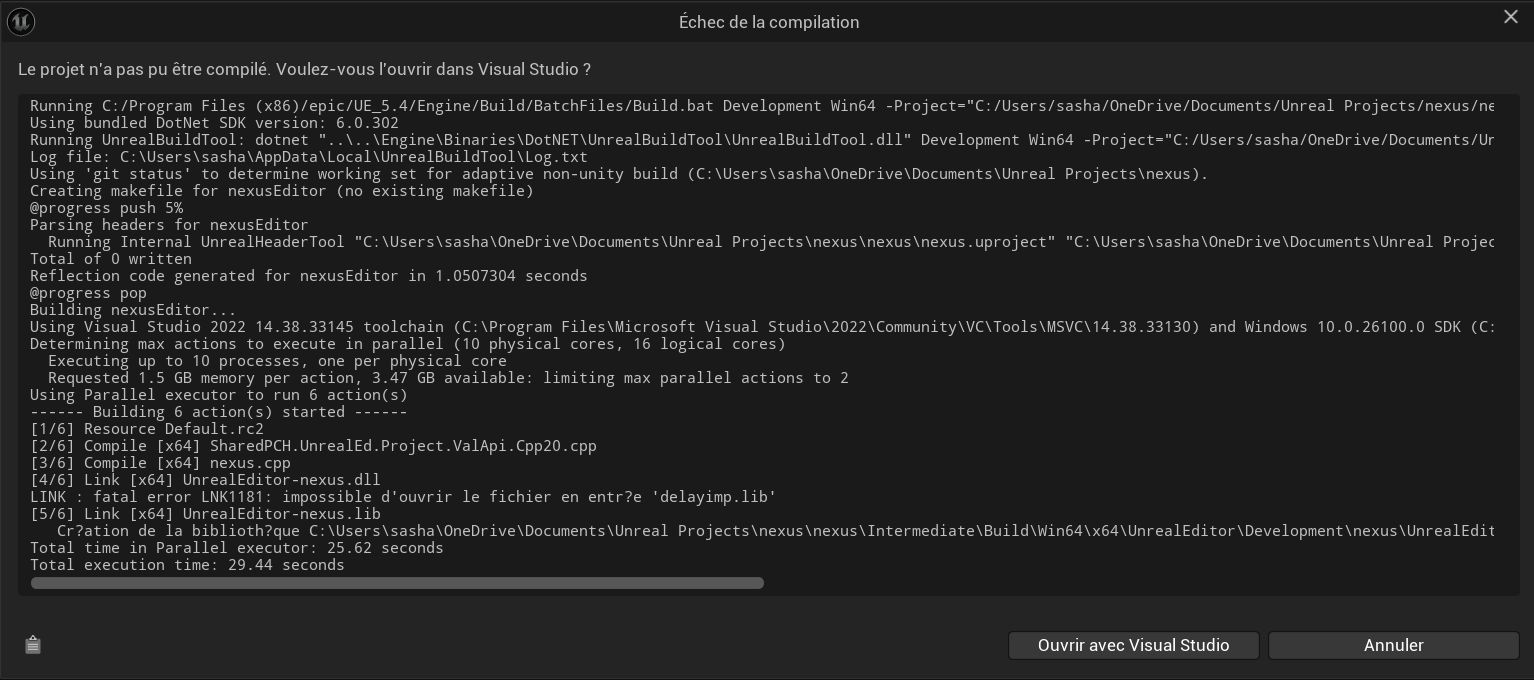 Échec de la compilation
Le projet n'a pas pu être compilé. Voulez-vous l'ouvrir dans Visual Studio ?
Running C:/Program Files (x86)/epic/UE_5.4/Engine/Build/BatchFiles/Build.bat Development Win64 -Project="C:/Users/sasha/OneDrive/Documents/Unreal Projects/nexus/ne
Using bundled DotNet SDK version: 6.0.302
Running UnrealBuildTool: dotnet "..\..\Engine\Binaries\DotNET\UnrealBuildTool\UnrealBuildTool.dll" Development Win64 -Project="C:/Users/sasha/OneDrive/Documents/Un
Log file: C:\Users\sasha\AppData\Local\UnrealBuildTool\Log.txt
Using 'git status' to determine working set for adaptive non-unity build (C:\Users\sasha\OneDrive\Documents\Unreal Projects\nexus).
Creating makefile for nexusEditor (no existing makefile)
@progress push 5%
Parsing headers for nexusEditor
  Running Internal UnrealHeaderTool "C:\Users\sasha\OneDrive\Documents\Unreal Projects\nexus\nexus\nexus.uproject" "C:\Users\sasha\OneDrive\Documents\Unreal Projec
Total of 0 written
Reflection code generated for nexusEditor in 1.0507304 seconds
@progress pop
Building nexusEditor...
Using Visual Studio 2022 14.38.33145 toolchain (C:\Program Files\Microsoft Visual Studio\2022\Community\VC\Tools\MSVC\14.38.33130) and Windows 10.0.26100.0 SDK (C:
Determining max actions to execute in parallel (10 physical cores, 16 logical cores)
  Executing up to 10 processes, one per physical core
  Requested 1.5 GB memory per action, 3.47 GB available: limiting max parallel actions to 2
Using Parallel executor to run 6 action(s)
------ Building 6 action(s) started ------
[1/6] Resource Default.rc2
[2/6] Compile [x64] SharedPCH.UnrealEd.Project.ValApi.Cpp20.cpp
[3/6] Compile [x64] nexus.cpp
[4/6] Link [x64] UnrealEditor-nexus.dll
LINK : fatal error LNK1181: impossible d'ouvrir le fichier en entr?e 'delayimp.lib'
[5/6] Link [x64] UnrealEditor-nexus.lib
   Cr?ation de la biblioth?que C:\Users\sasha\OneDrive\Documents\Unreal Projects\nexus\nexus\Intermediate\Build\Win64\x64\UnrealEditor\Development\nexus\UnrealEdit
Total time in Parallel executor: 25.62 seconds
Total execution time: 29.44 seconds
Ouvrir avec Visual Studio
Annuler